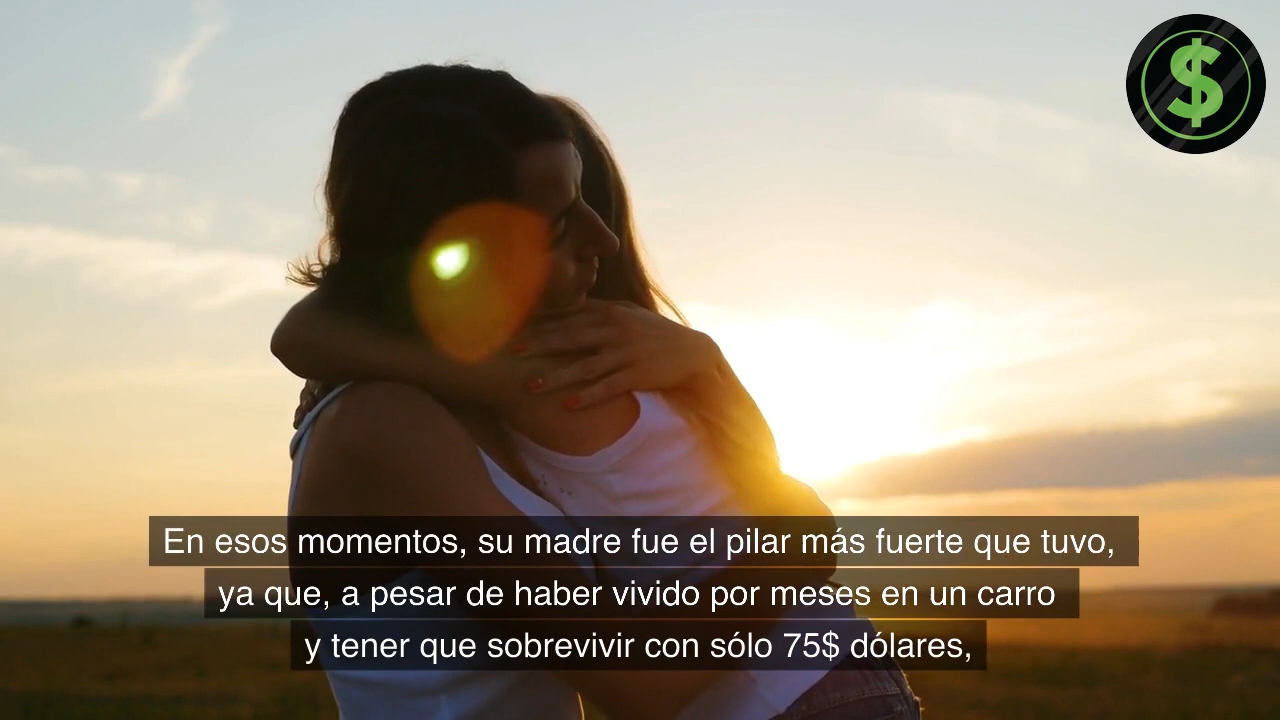 $
En esos momentos, su madre fue el pilar más fuerte que tuvo,
ya que, a pesar de haber vivido por meses en un carro
y tener que sobrevivir con sólo 75$ dólares,